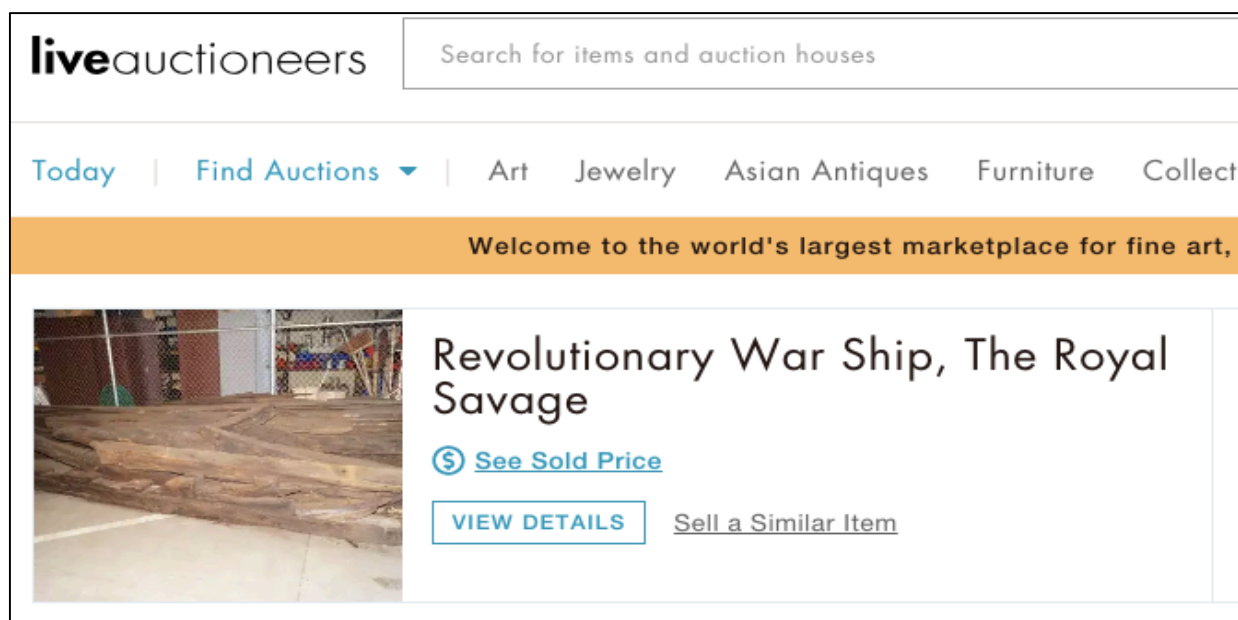 liveauctioneers
Search for items and auction houses
Today | Find Auctions | Art Jewelry Asian Antiques Furniture Collect
Welcome to the world's largest marketplace for fine art,
Revolutionary War Ship, The Royal
Savage
$ See Sold Price
VIEW DETAILS Sell a Similar Item